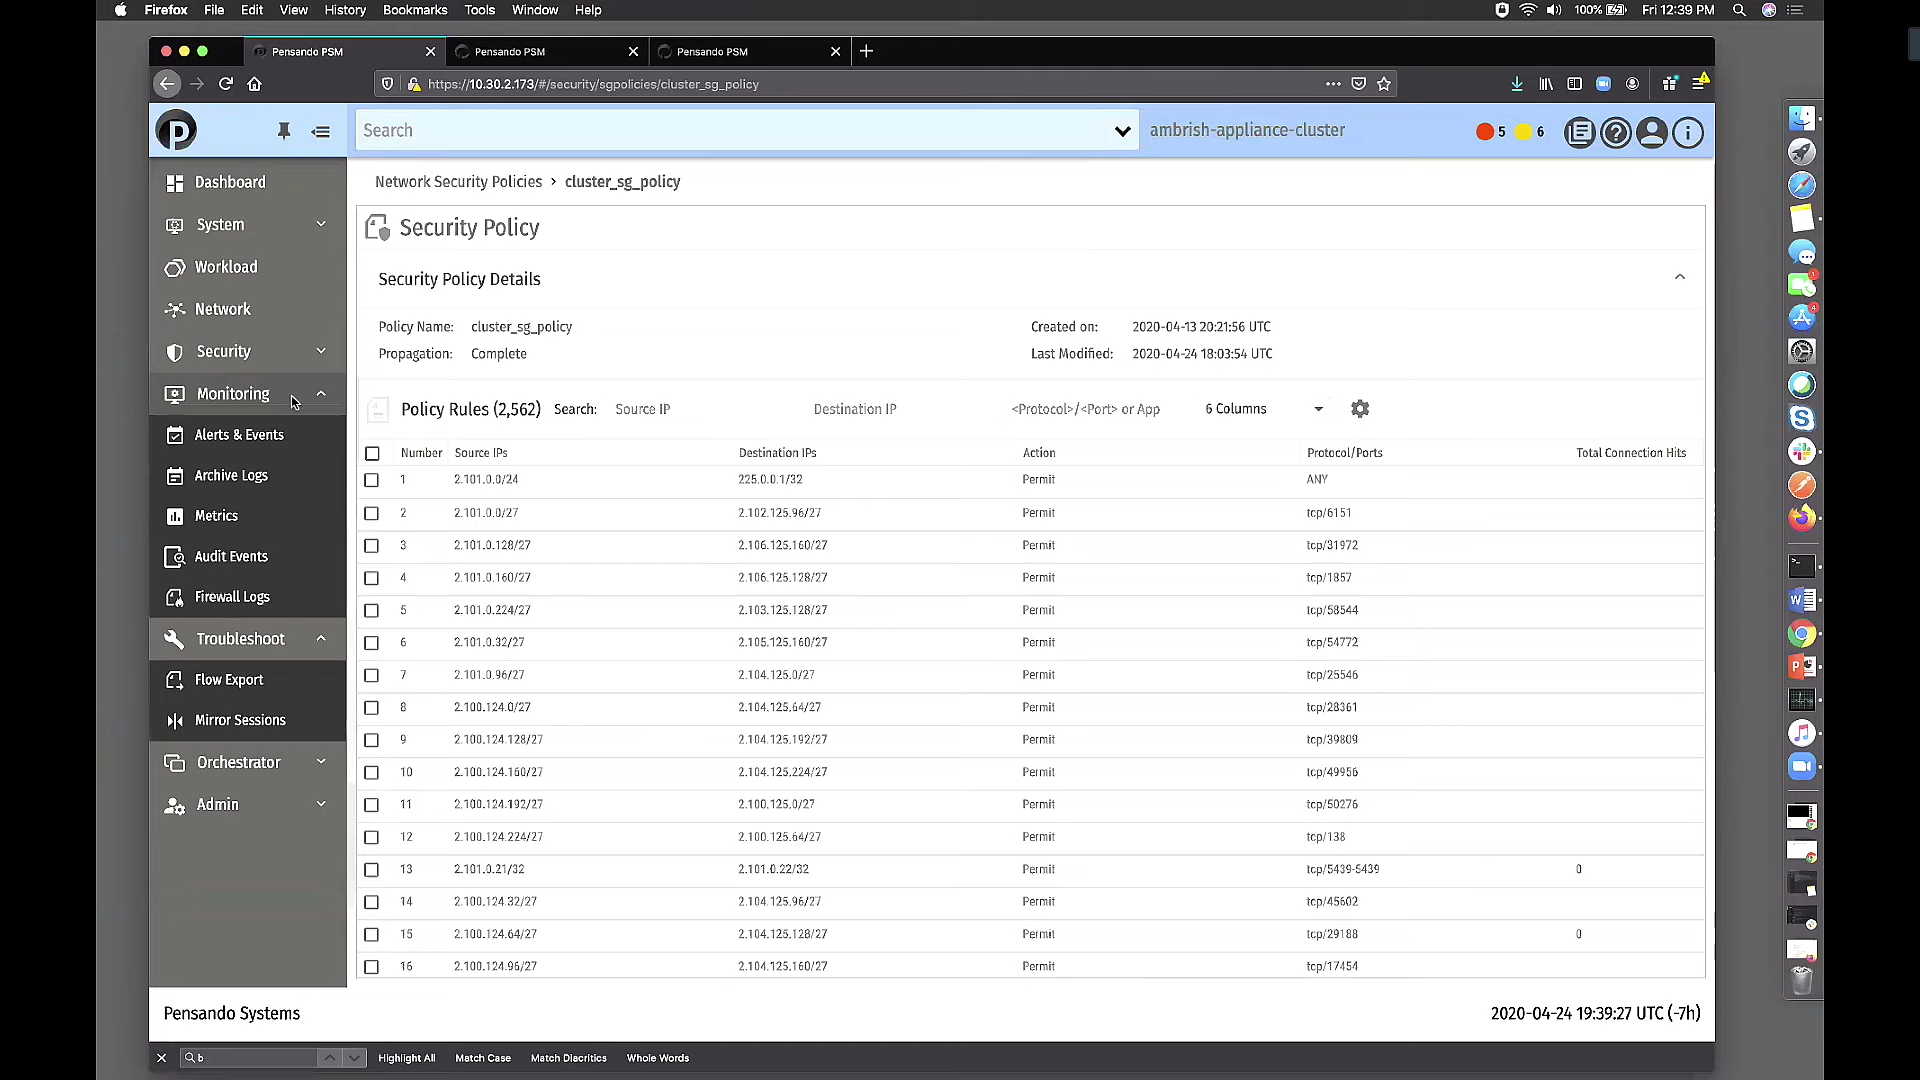 Firefox File Edit View History Bookmarks Tools Window Help 100% Fri 12:39 PM
Pensando PSM Pensando PSM Pensando PSM
https://10.30.2.173/#/security/sgpolicies/cluster_sg_policy
P Search ambrish-appliance-cluster 5 6
Dashboard
System
Workload
Network
Security
Monitoring
Alerts & Events
Archive Logs
Metrics
Audit Events
Firewall Logs
Troubleshoot
Flow Export
Mirror Sessions
Orchestrator
Admin
Network Security Policies > cluster_sg_policy
Security Policy
Security Policy Details
Policy Name: cluster_sg_policy Created on: 2020-04-13 20:21:56 UTC
Propagation: Complete Last Modified: 2020-04-24 18:03:54 UTC
Policy Rules (2,562) Search: Source IP Destination IP <Protocol>/<Port> or App 6 Columns
Number Source IPs Destination IPs Action Protocol/Ports Total Connection Hits
1 2.101.0.0/24 225.0.0.1/32 Permit ANY
2 2.101.0.0/27 2.102.125.96/27 Permit tcp/6151
3 2.101.0.128/27 2.106.125.160/27 Permit tcp/31972
4 2.101.0.160/27 2.106.125.128/27 Permit tcp/1857
5 2.101.0.224/27 2.103.125.128/27 Permit tcp/58544
6 2.101.0.32/27 2.105.125.160/27 Permit tcp/54772
7 2.101.0.96/27 2.104.125.0/27 Permit tcp/25546
8 2.100.124.0/27 2.104.125.64/27 Permit tcp/28361
9 2.100.124.128/27 2.104.125.192/27 Permit tcp/39809
10 2.100.124.160/27 2.104.125.224/27 Permit tcp/49956
11 2.100.124.192/27 2.100.125.0/27 Permit tcp/50276
12 2.100.124.224/27 2.100.125.64/27 Permit tcp/138
13 2.101.0.21/32 2.101.0.22/32 Permit tcp/5439-5439 0
14 2.100.124.32/27 2.104.125.96/27 Permit tcp/45602
15 2.100.124.64/27 2.104.125.128/27 Permit tcp/29188 0
16 2.100.124.96/27 2.104.125.160/27 Permit tcp/17454
Pensando Systems 2020-04-24 19:39:27 UTC (-7h)
b Highlight All Match Case Match Diacritics Whole Words